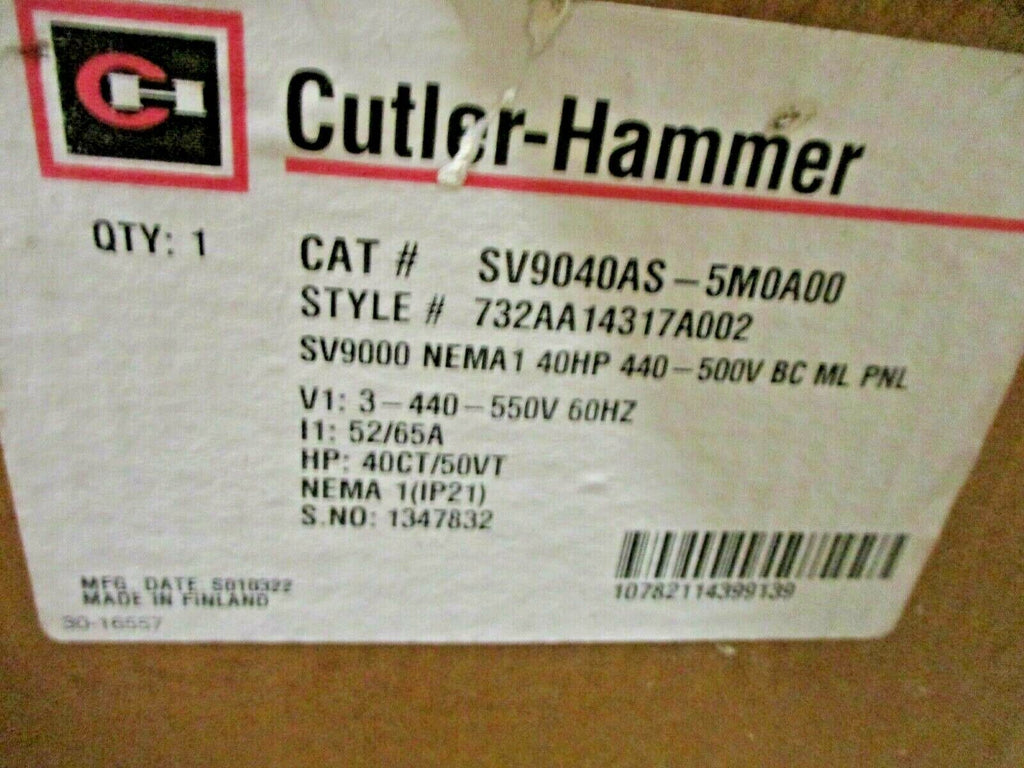 CH
Cutler-Hammer
QTY: 1
CAT # SV9040AS-5M0A00
STYLE # 732AA14317A002
SV9000 NEMA1 40HP 440-500V BC ML PNL
V1: 3-440-550V 60HZ
I1: 52/65A
HP: 40CT/50VT
NEMA 1(IP21)
S.NO: 1347832
MFG. DATE S010322
MADE IN FINLAND
30-16557
10782114399139